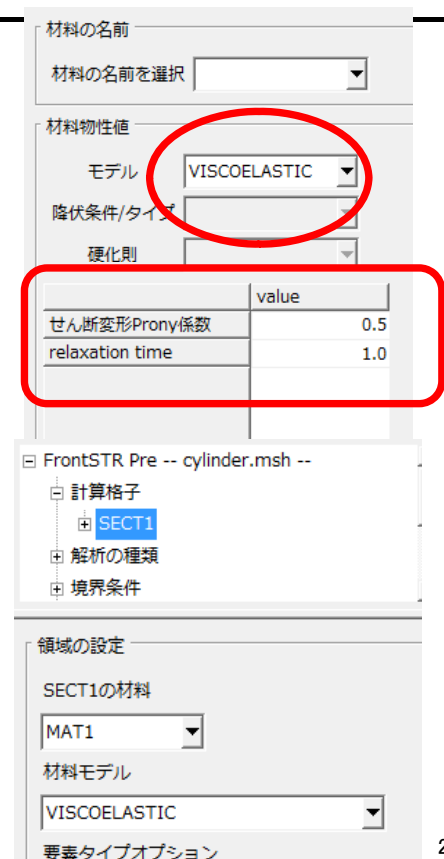 材料の名前
材料の名前を選択
材料物性値
モデル VISCOELASTIC
降伏条件/タイプ
硬化則
value
せん断変形Prony係数 0.5
relaxation time 1.0
FrontSTR Pre -- cylinder.msh --
計算格子
SECT1
解析の種類
境界条件
領域の設定
SECT1の材料
MAT1
材料モデル
VISCOELASTIC
要素タイプオプション